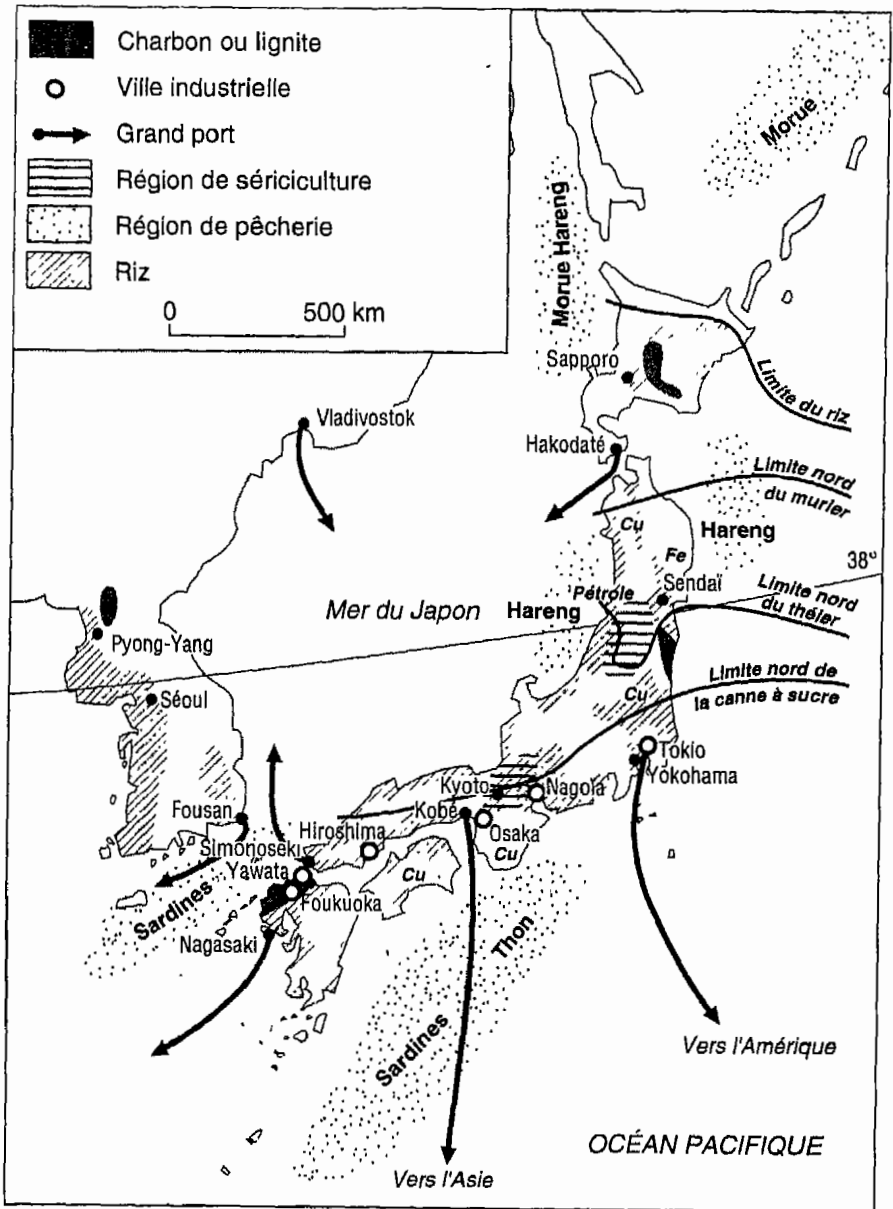 Charbon ou lignite
Ville industrielle
Grand port
Région de sériciculture
Région de pêcherie
Riz
0 500 km
Morue
Morue Hareng
Sapporo
Limite du riz
Vladivostok
Hakodaté
Limite nord
du murier
Cu
Hareng
Fe
38°
Sendaï
Pétrole
Limite nord
du théier
Mer du Japon
Hareng
Pyong-Yang
Limite nord de
la canne à sucre
Cu
Séoul
Tokio
Yokohama
Kyoto
Nagoïa
Kobé
Fousan
Hiroshima
Osaka
Simonoseki
Cu
Yawata
Cu
Foukuoka
Sardines
Thon
Nagasaki
Sardines
Vers l'Amérique
OCÉAN PACIFIQUE
Vers l'Asie